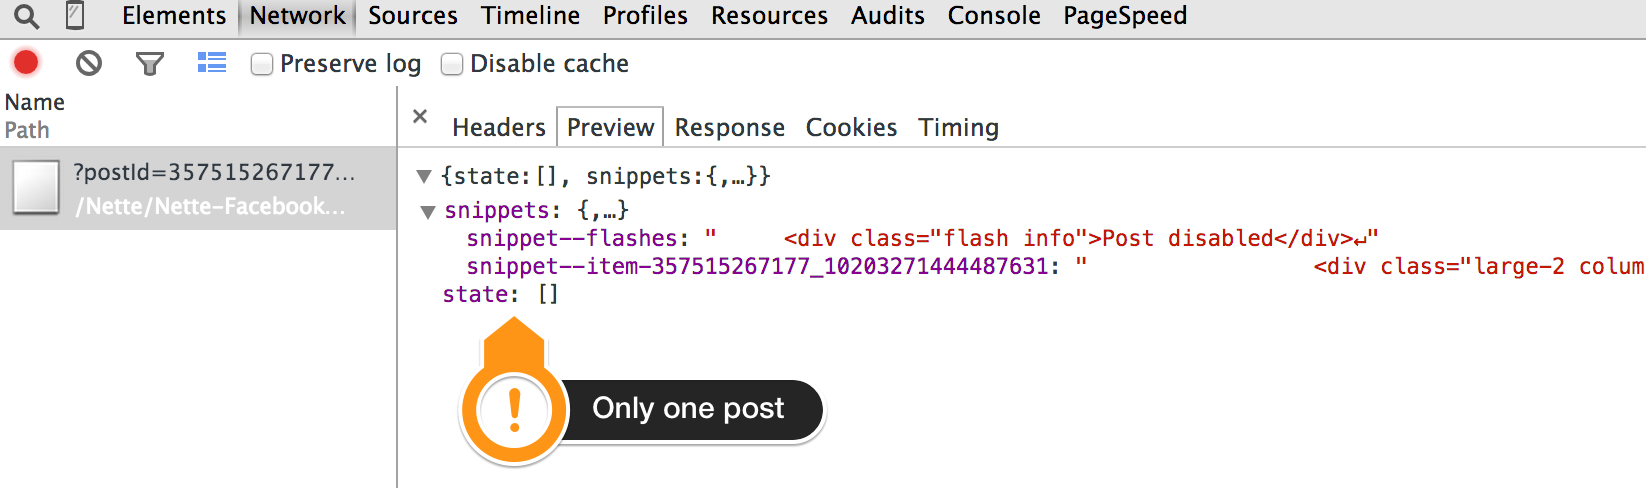 Elements Network Sources Timeline Profiles Resources Audits Console PageSpeed
Preserve log Disable cache
Name
Path
Headers Preview Response Cookies Timing
?postId=357515267177...
/Nette/Nette-Facebook...
{state:[], snippets:{,…}}
snippets: {,…}
snippet--flashes: " <div class="flash info">Post disabled</div>↵"
snippet--item-357515267177_10203271444487631: " <div class="large-2 colum
state: []
Only one post